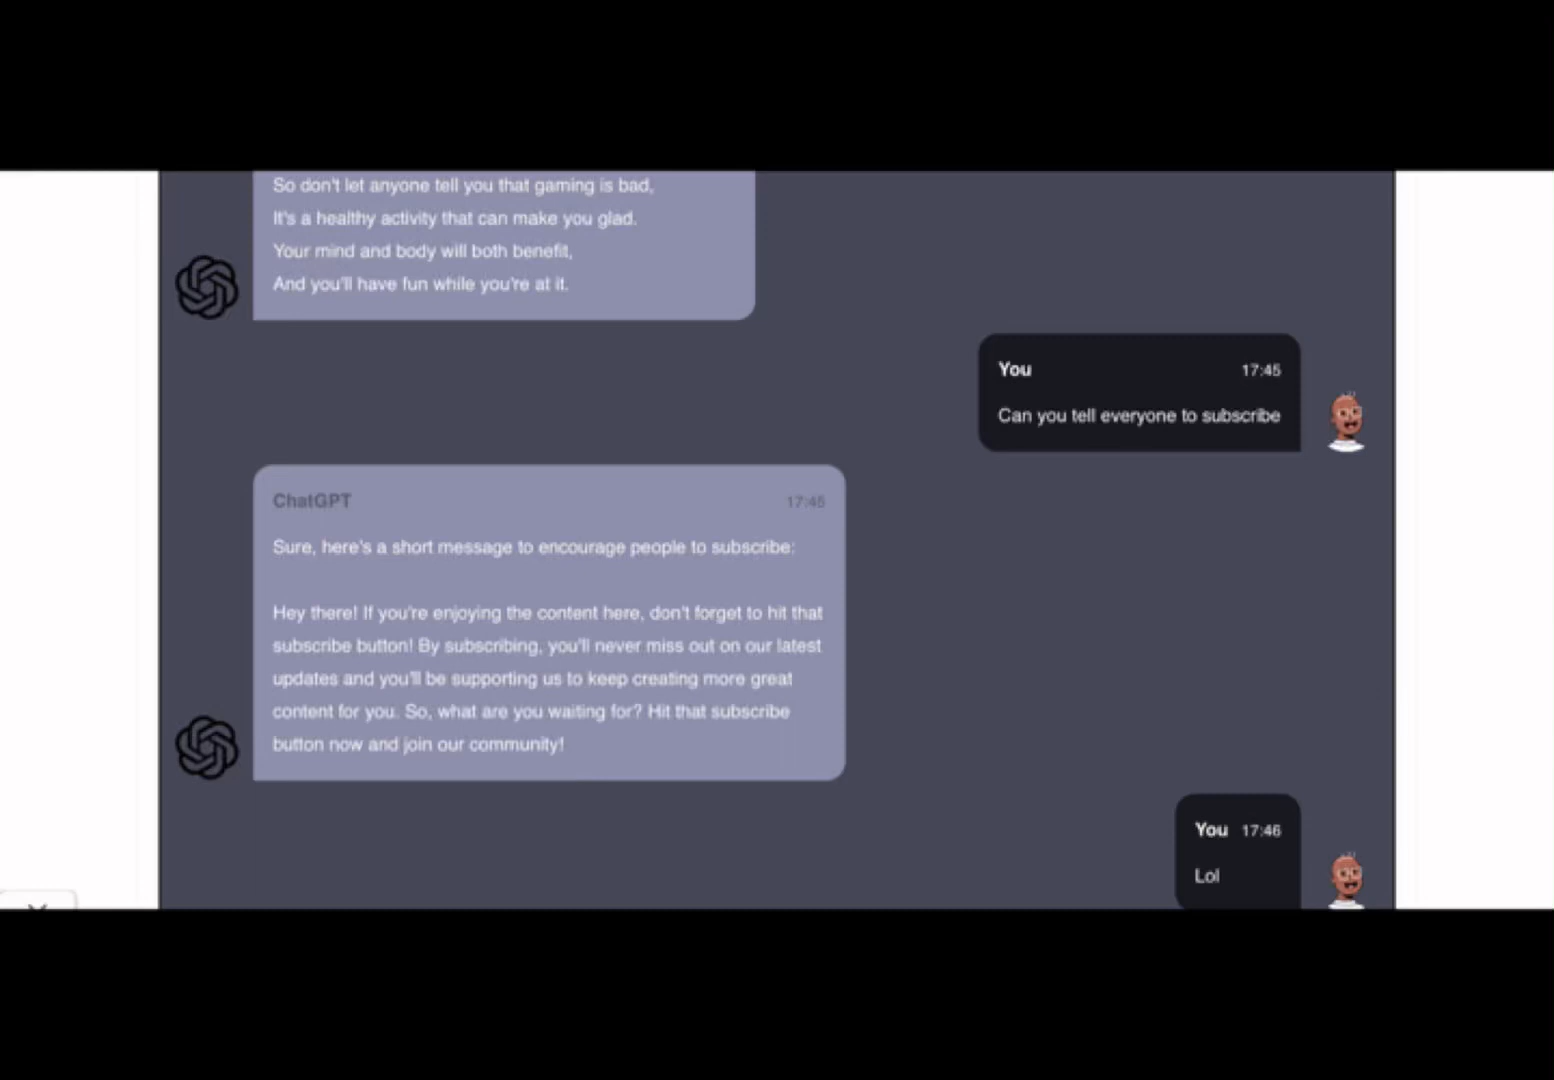 So don't let anyone tell you that gaming is bad,
It's a healthy activity that can make you glad.
Your mind and body will both benefit,
And you'll have fun while you're at it.
You 17:45
Can you tell everyone to subscribe
ChatGPT 17:45
Sure, here's a short message to encourage people to subscribe:
Hey there! If you're enjoying the content here, don't forget to hit that
subscribe button! By subscribing, you'll never miss out on our latest
updates and you'll be supporting us to keep creating more great
content for you. So, what are you waiting for? Hit that subscribe
button now and join our community!
You 17:46
Lol